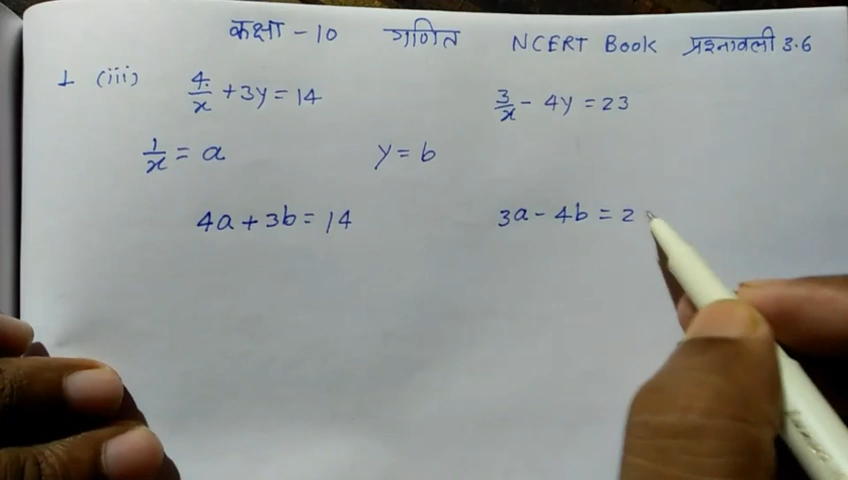 कक्षा - 10 गणित NCERT Book प्रश्नावली 3.6
1 (iii) 4/x + 3y = 14 3/x - 4y = 23
1/x = a y = b
4a + 3b = 14 3a - 4b = 2